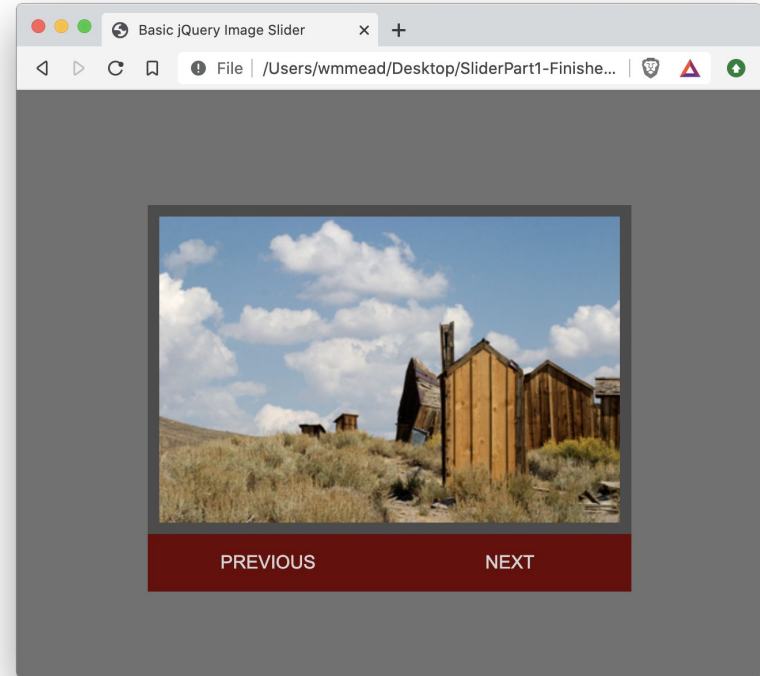 Basic jQuery Image Slider
File /Users/wmmead/Desktop/SliderPart1-Finishe...
PREVIOUS NEXT